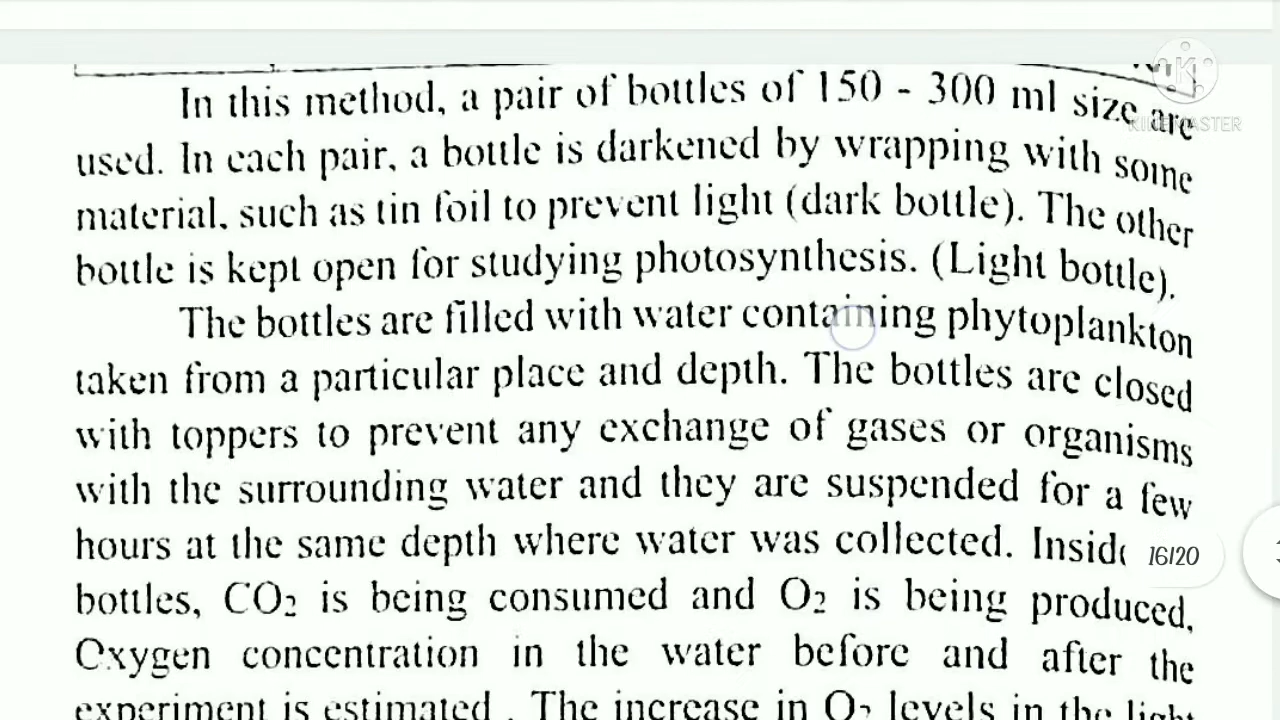 In this method, a pair of bottles of 150 - 300 ml size are
KINEMASTER
used. In each pair, a bottle is darkened by wrapping with some
material, such as tin foil to prevent light (dark bottle). The other
bottle is kept open for studying photosynthesis. (Light bottle).
The bottles are filled with water containing phytoplankton
taken from a particular place and depth. The bottles are closed
with toppers to prevent any exchange of gases or organisms
with the surrounding water and they are suspended for a few
hours at the same depth where water was collected. Inside
16/20
bottles, CO₂ is being consumed and O₂ is being produced.
Oxygen concentration in the water before and after the
experiment is estimated . The increase in O₂ levels in the light